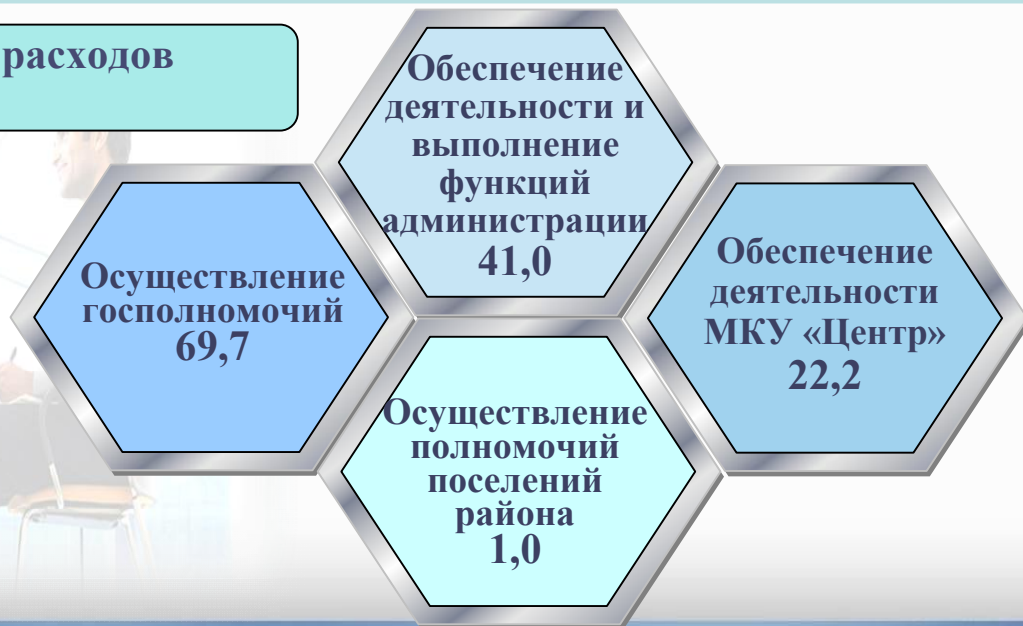 расходов
Обеспечение
деятельности и
выполнение
функций
администрации
41,0
Осуществление
госполномочий
69,7
Обеспечение
деятельности
МКУ «Центр»
22,2
Осуществление
полномочий
поселений
района
1,0